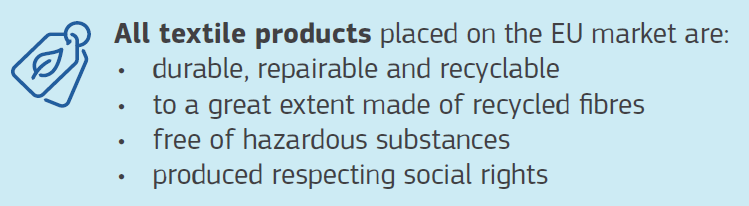 All textile products placed on the EU market are:
• durable, repairable and recyclable
• to a great extent made of recycled fibres
• free of hazardous substances
• produced respecting social rights